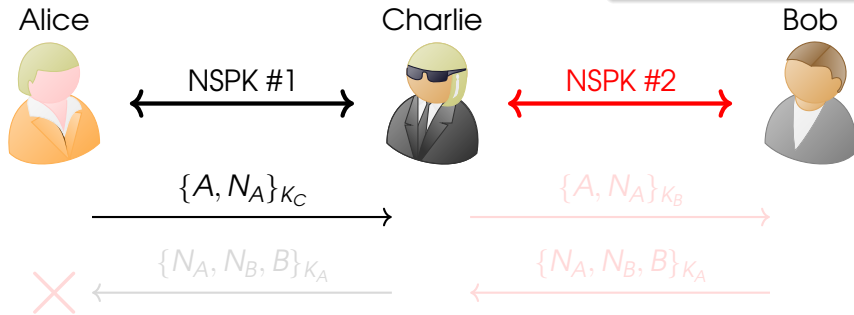 Alice Charlie Bob
NSPK #1 NSPK #2
{A, N_A}_{K_C} {A, N_A}_{K_B}
{N_A, N_B, B}_{K_A} {N_A, N_B, B}_{K_A}